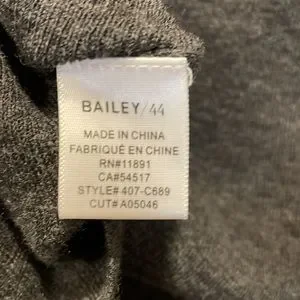 BAILEY/44
MADE IN CHINA
FABRIQUÉ EN CHINE
RN#11891
CA#54517
STYLE# 407-C689
CUT# A05046